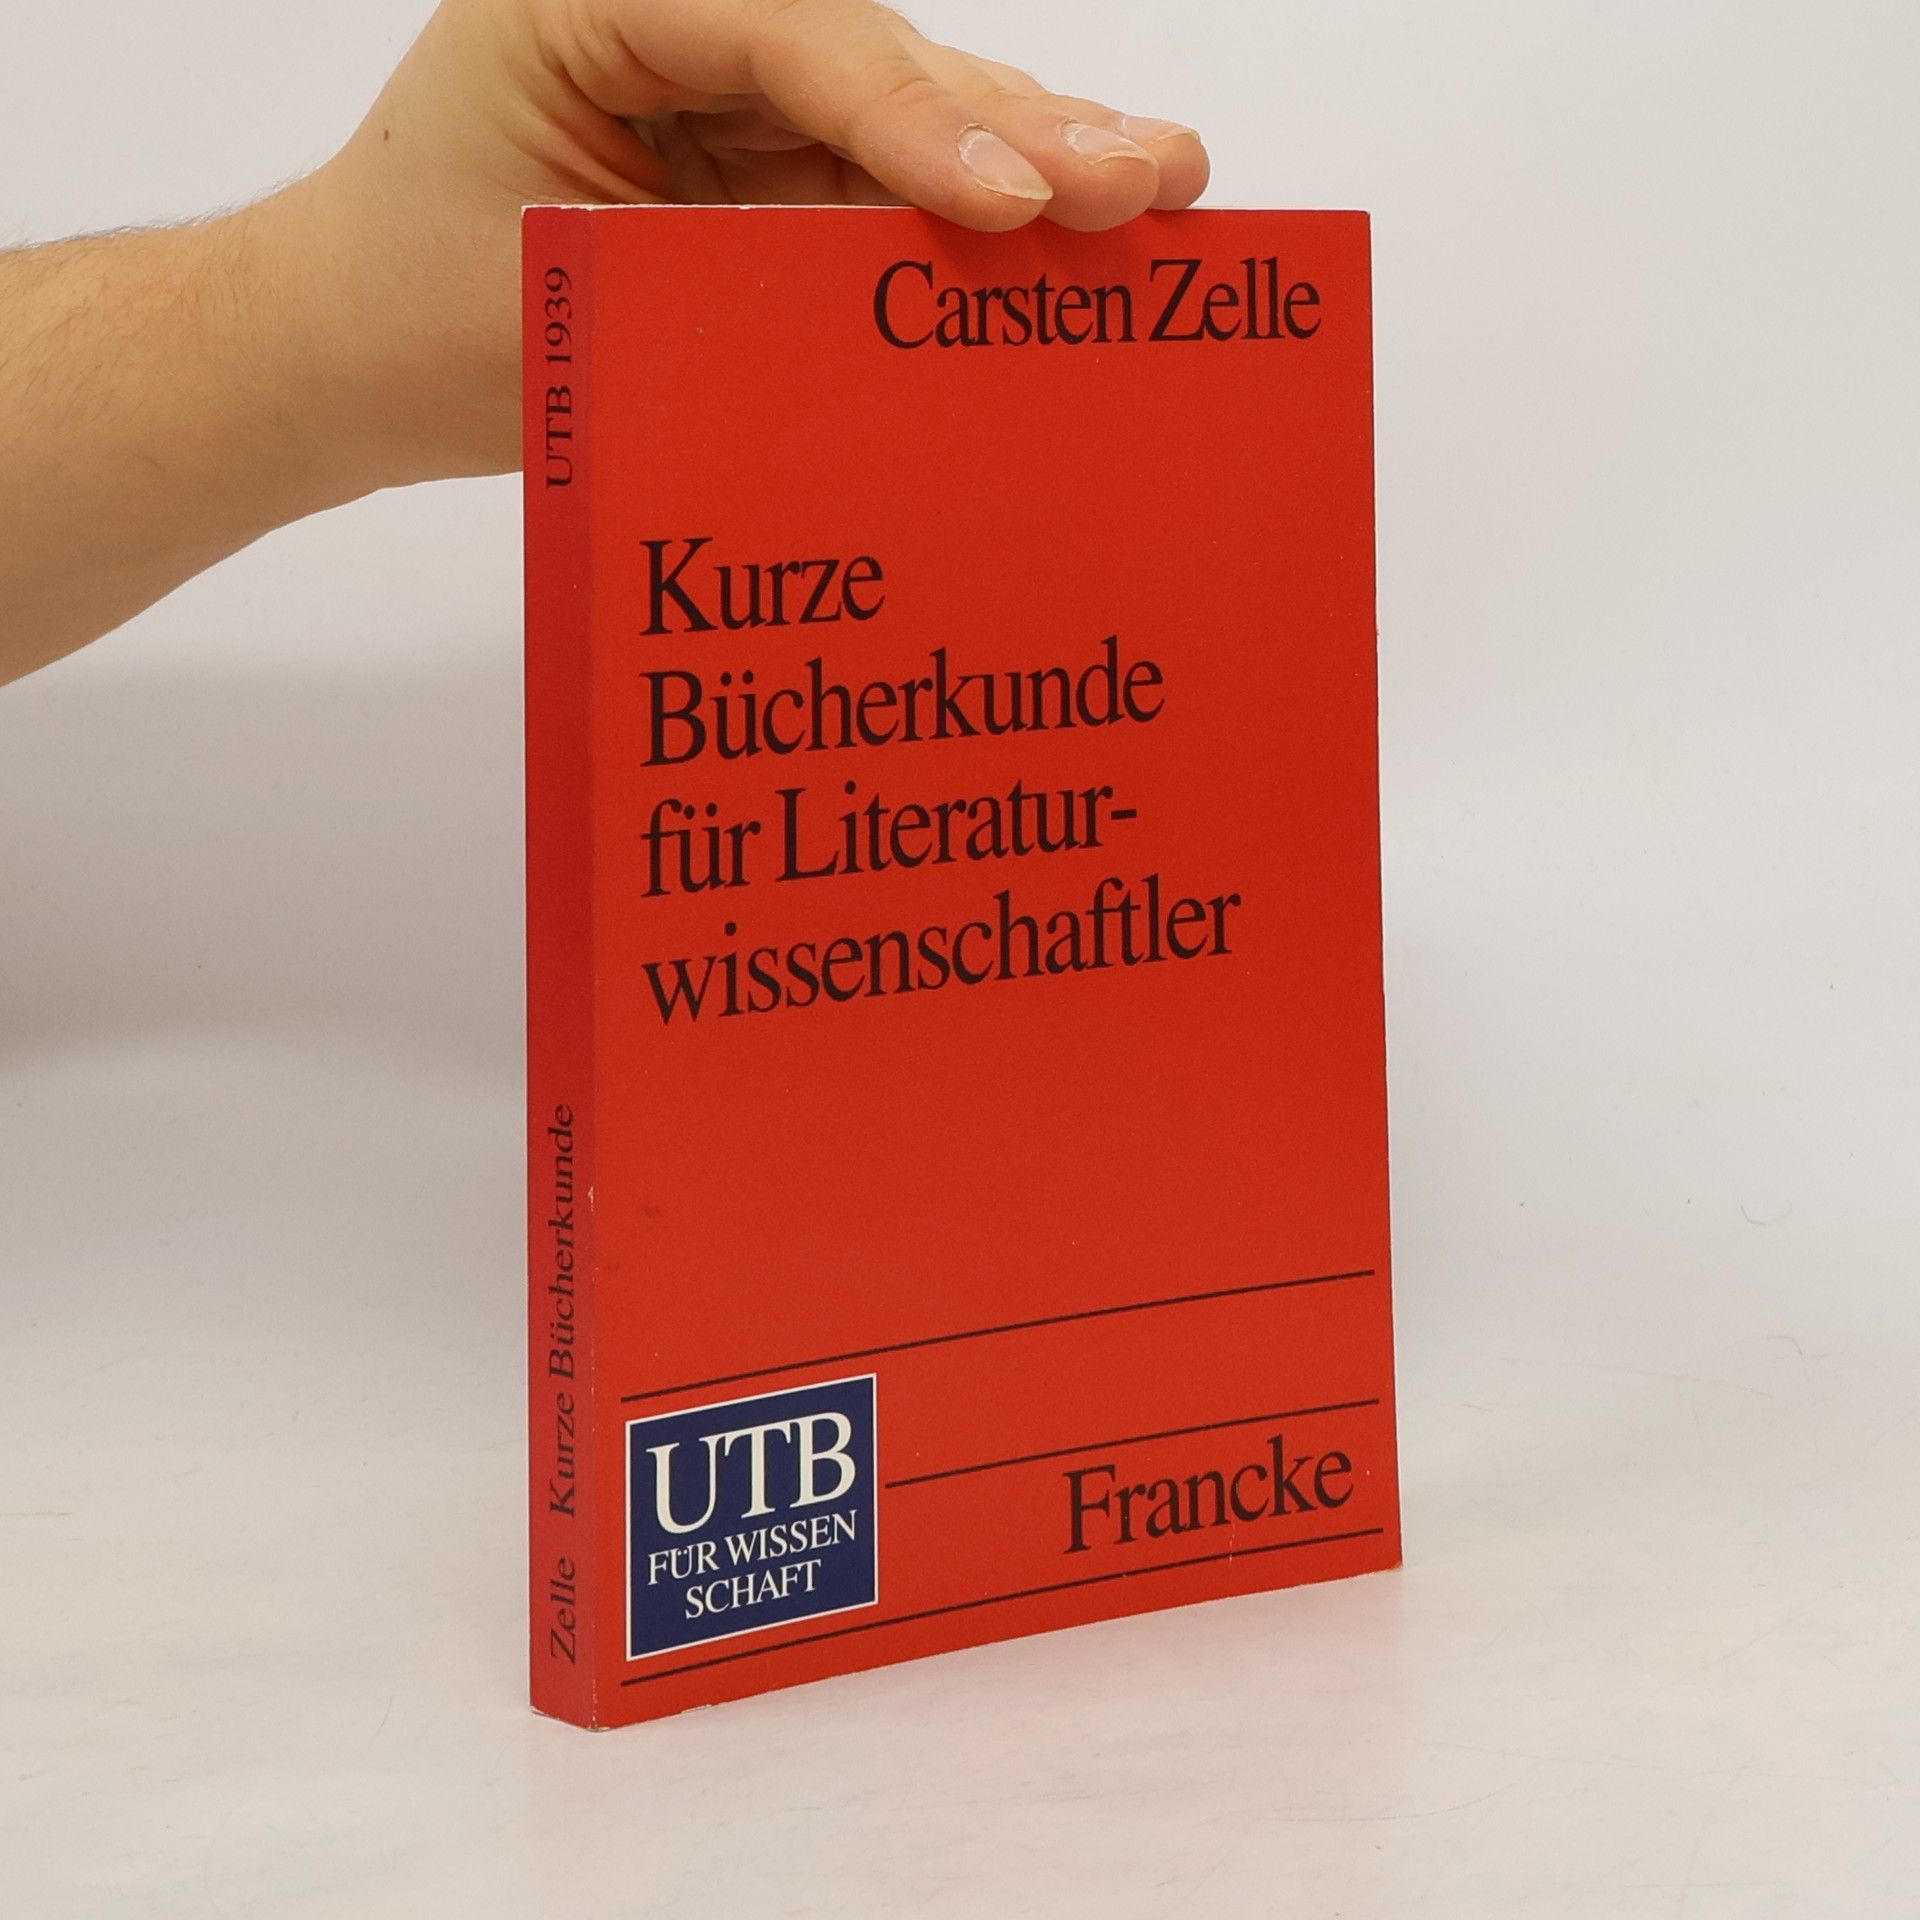 Carsten Zelle
Kurze
Bücherkunde
für Literatur-
wissenschaftler
UTB
FÜR WISSEN
SCHAFT
Francke
Zelle Kurze Bücherkunde UTB 1939